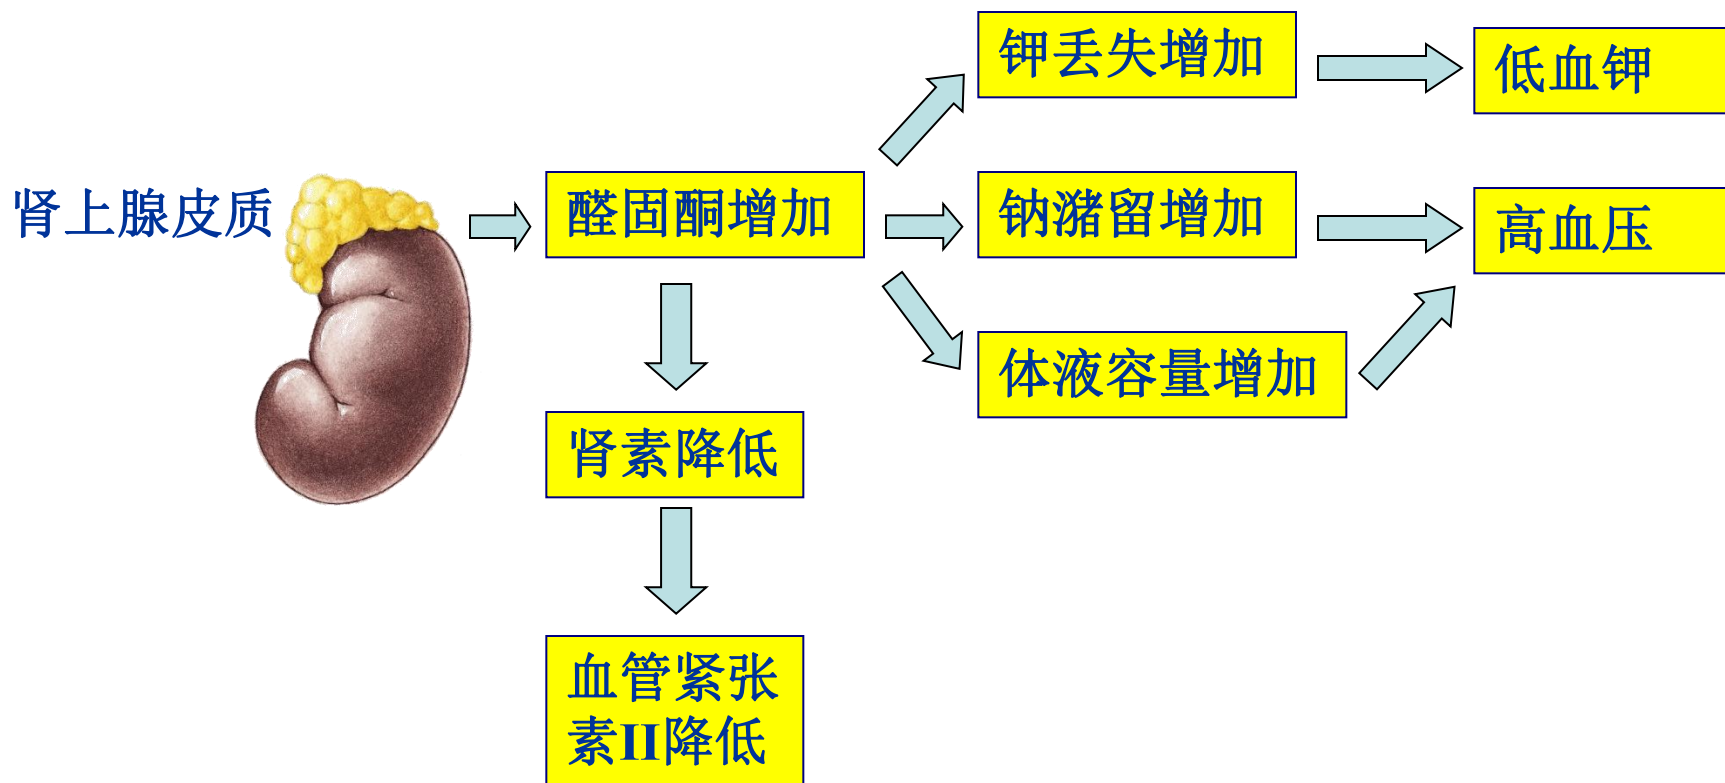 钾丢失增加
低血钾
肾上腺皮质
醛固酮增加
钠潴留增加
高血压
体液容量增加
肾素降低
血管紧张
素II降低